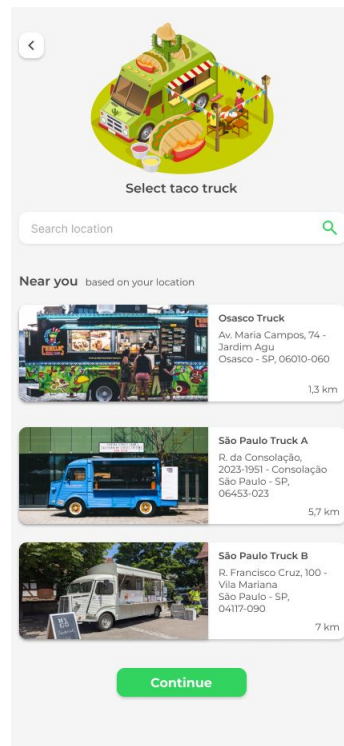 Select taco truck
Search location
Near you based on your location
Osasco Truck
Av. Maria Campos, 74 -
Jardim Agu
Osasco - SP, 06010-060
1,3 km
São Paulo Truck A
R. da Consolação,
2023-1951 - Consolação
São Paulo - SP,
06453-023
5,7 km
São Paulo Truck B
R. Francisco Cruz, 100 -
Vila Mariana
São Paulo - SP,
04117-090
7 km
Continue